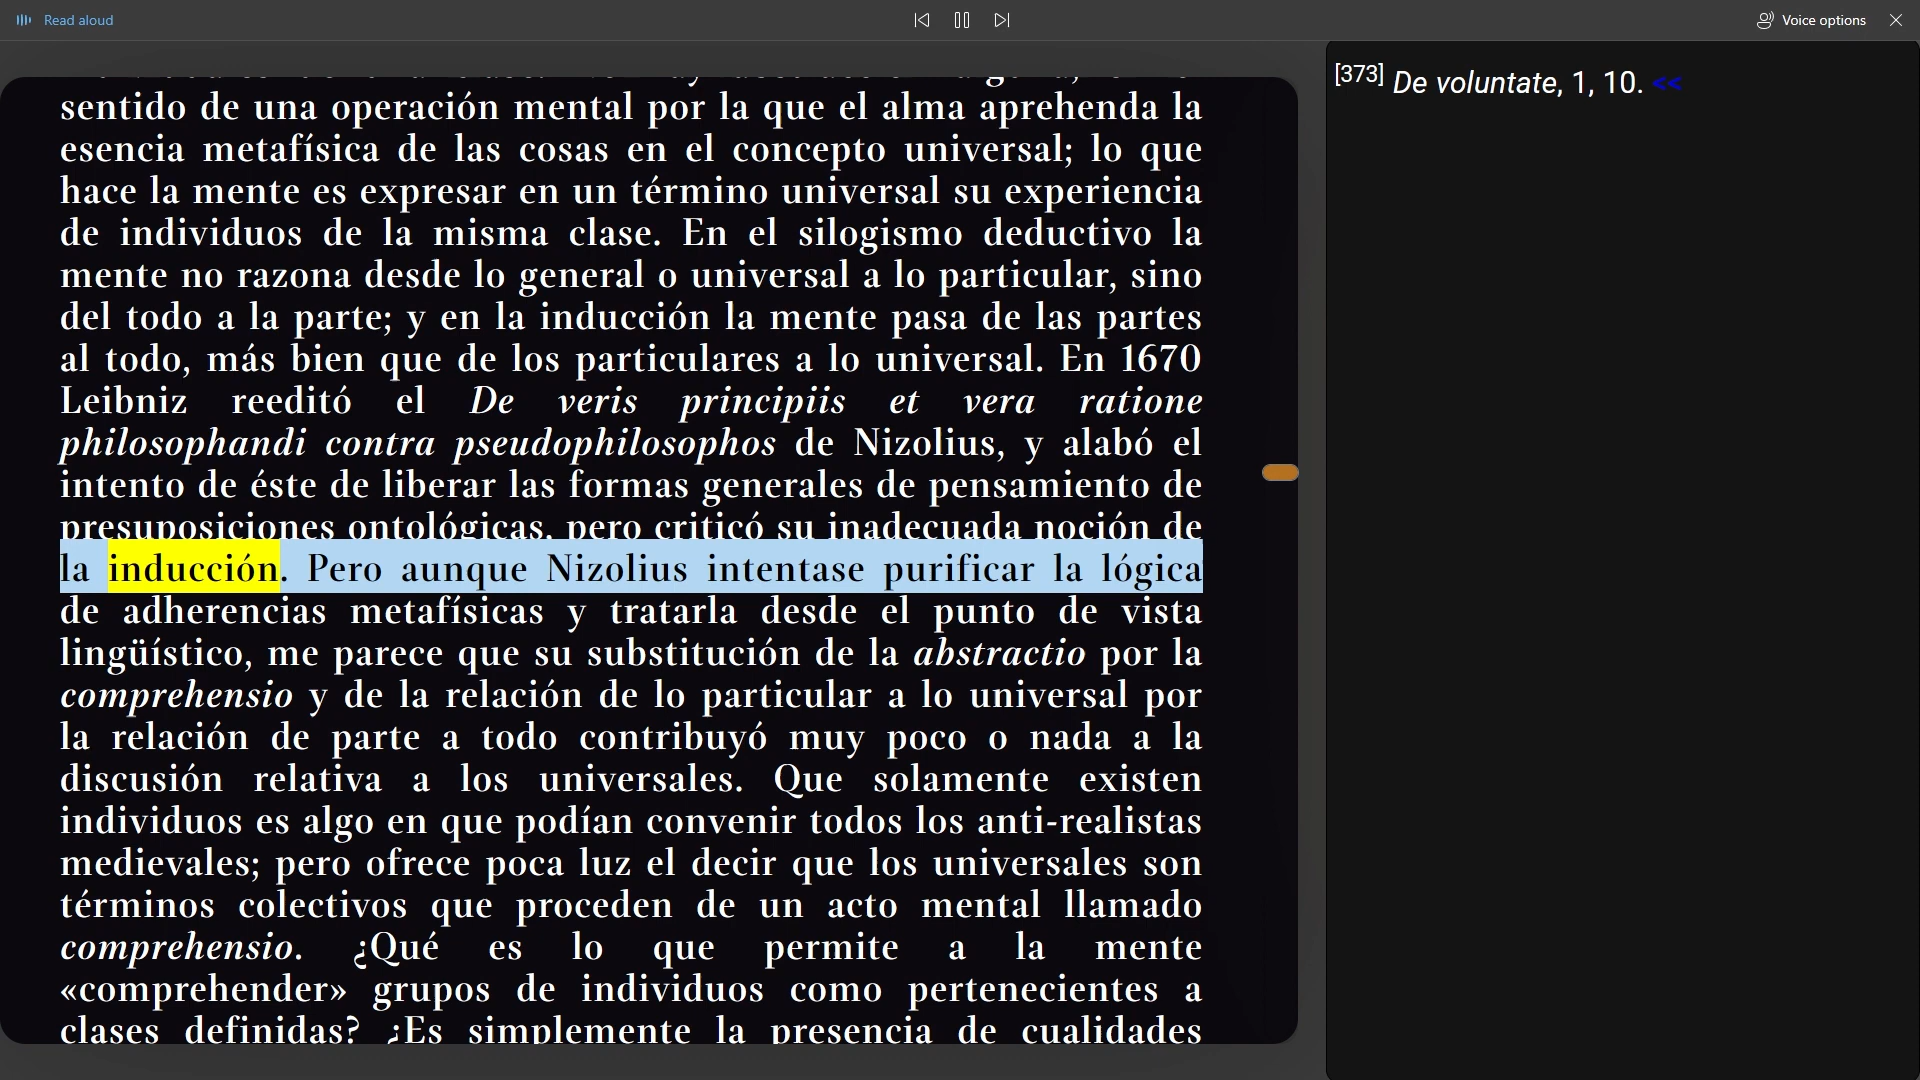 Read aloud
Voice options
sentido de una operación mental por la que el alma aprehenda la
esencia metafísica de las cosas en el concepto universal; lo que
hace la mente es expresar en un término universal su experiencia
de individuos de la misma clase. En el silogismo deductivo la
mente no razona desde lo general o universal a lo particular, sino
del todo a la parte; y en la inducción la mente pasa de las partes
al todo, más bien que de los particulares a lo universal. En 1670
Leibniz reeditó el De veris principiis et vera ratione
philosophandi contra pseudophilosophos de Nizolius, y alabó el
intento de éste de liberar las formas generales de pensamiento de
presuposiciones ontológicas, pero criticó su inadecuada noción de
la inducción. Pero aunque Nizolius intentase purificar la lógica
de adherencias metafísicas y tratarla desde el punto de vista
lingüístico, me parece que su substitución de la abstractio por la
comprehensio y de la relación de lo particular a lo universal por
la relación de parte a todo contribuyó muy poco o nada a la
discusión relativa a los universales. Que solamente existen
individuos es algo en que podían convenir todos los anti-realistas
medievales; pero ofrece poca luz el decir que los universales son
términos colectivos que proceden de un acto mental llamado
comprehensio. ¿Qué es lo que permite a la mente
«comprehender» grupos de individuos como pertenecientes a
clases definidas? ¿Es simplemente la presencia de cualidades
[373] De voluntate, 1, 10. <<